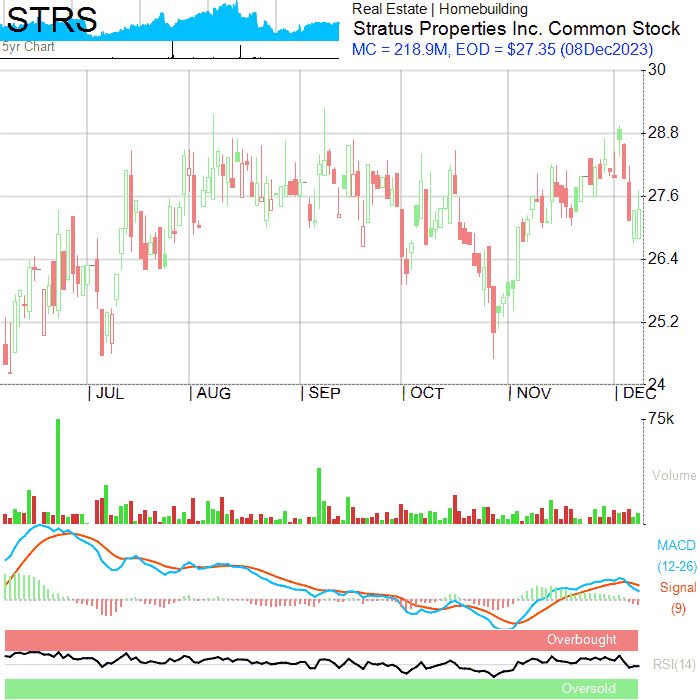 STRS
5yr Chart
Real Estate | Homebuilding
Stratus Properties Inc. Common Stock
MC = 218.9M, EOD = $27.35 (08Dec2023)
30
28.8
27.6
26.4
25.2
24
JUL AUG SEP OCT NOV DEC
75k
Volume
MACD
(12-26)
Signal
(9)
Overbought
RSI(14)
Oversold